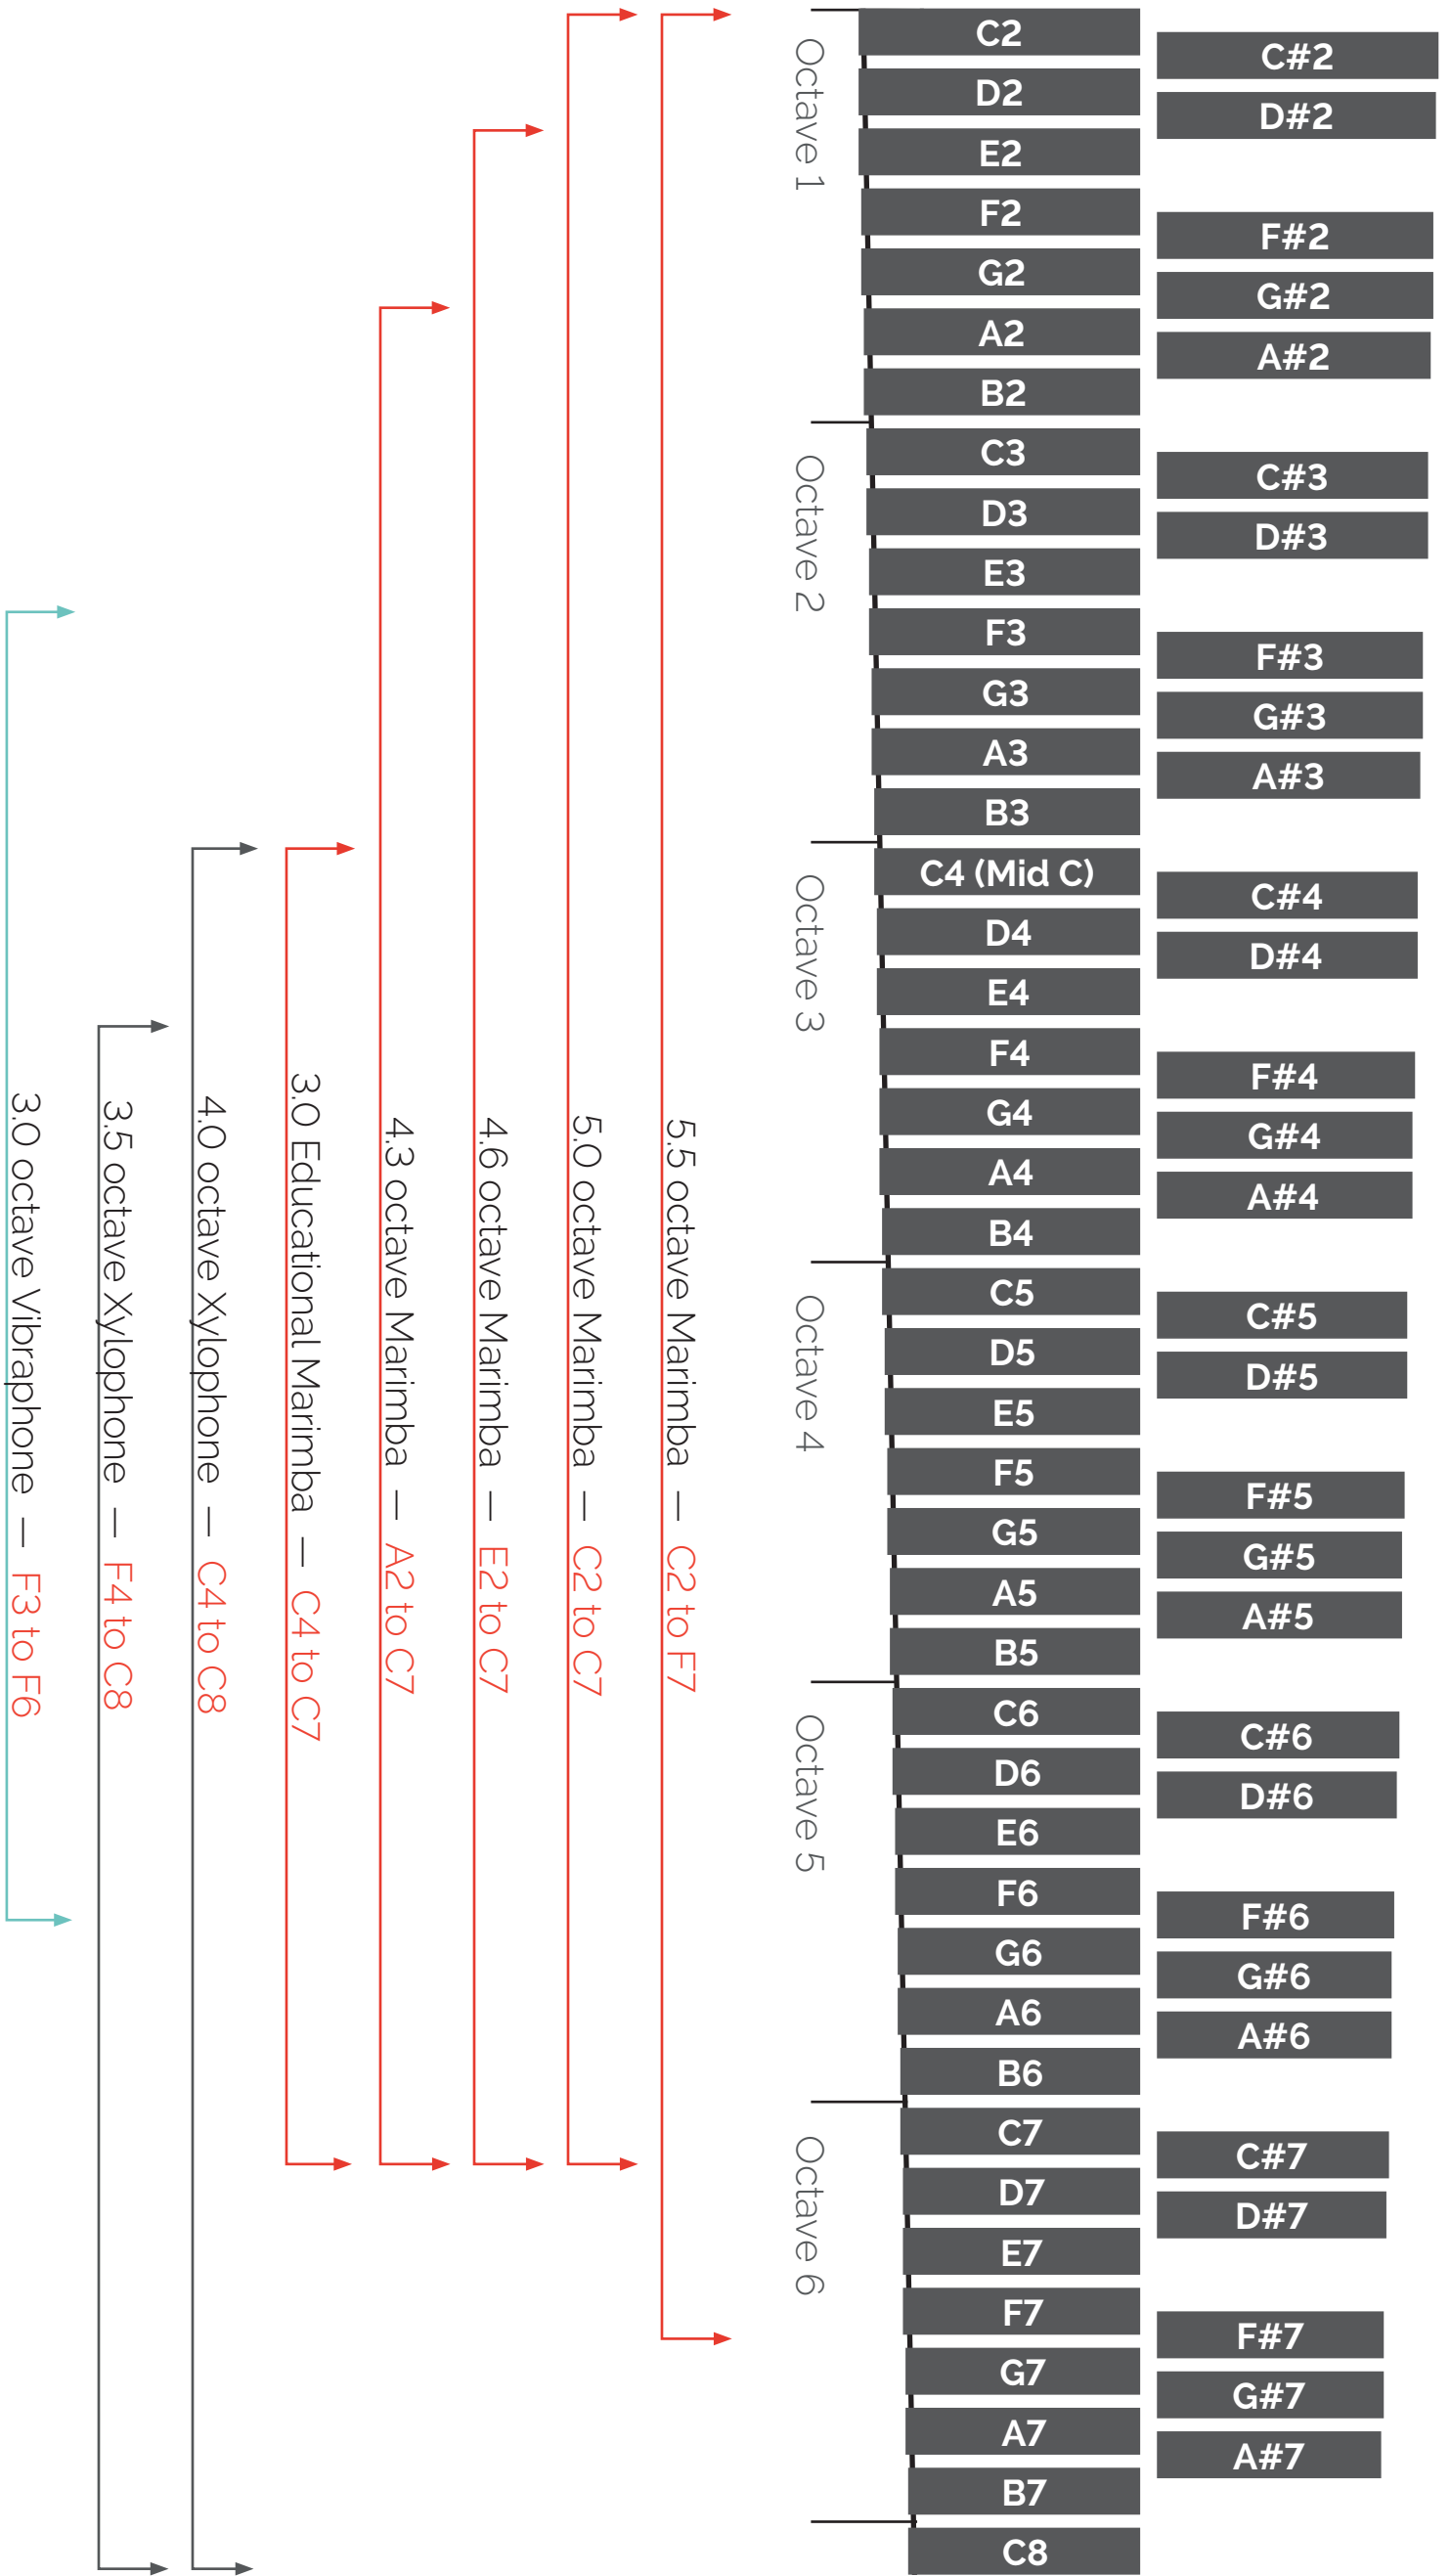 C2
C#2
D2
D#2
E2
F2
F#2
G2
G#2
A2
A#2
B2
C3
C#3
D3
D#3
E3
F3
F#3
G3
G#3
A3
A#3
B3
C4 (Mid C)
C#4
D4
D#4
E4
F4
F#4
G4
G#4
A4
A#4
B4
C5
C#5
D5
D#5
E5
F5
F#5
G5
G#5
A5
A#5
B5
C6
C#6
D6
D#6
E6
F6
F#6
G6
G#6
A6
A#6
B6
C7
C#7
D7
D#7
E7
F7
F#7
G7
G#7
A7
A#7
B7
C8
Octave 1
Octave 2
Octave 3
Octave 4
Octave 5
Octave 6
5.5 octave Marimba — C2 to F7
5.0 octave Marimba — C2 to C7
4.6 octave Marimba — E2 to C7
4.3 octave Marimba — A2 to C7
3.0 Educational Marimba — C4 to C7
4.0 octave Xylophone — C4 to C8
3.5 octave Xylophone — F4 to C8
3.0 octave Vibraphone — F3 to F6